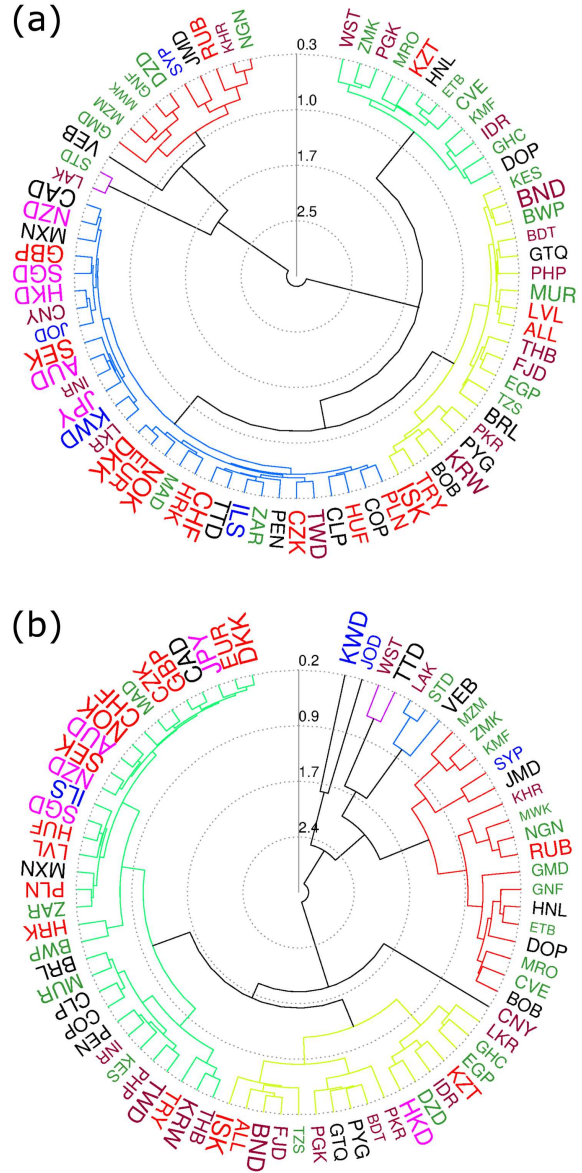 (a)
0.3
1.0
1.7
2.5
WST
ZMK
PGK
MRO
KZT
HNL
ETB
CVE
KMF
IDR
GHC
DOP
KES
BND
BWP
BDT
GTQ
PHP
MUR
LVL
ALL
THB
FJD
EGP
TZS
BRL
PKR
PYG
KRW
BOB
TRY
ISK
PLN
COP
HUF
CLP
TWD
CZK
PEN
ZAR
ILS
TTD
CHF
HRK
MAD
NOK
EUR
DKK
LKR
KWD
JPY
INR
AUD
SEK
JOD
CNY
HKD
SGD
GBP
MXN
NZD
CAD
LAK
STD
VEB
GMD
MZM
MWK
GNF
DZD
SYP
JMD
RUB
KHR
NGN
(b)
0.2
0.9
1.7
2.4
KWD
JOD
WST
TTD
LAK
STD
VEB
MZM
ZMK
KMF
SYP
JMD
KHR
MWK
NGN
RUB
GMD
GNF
HNL
ETB
DOP
MRO
CVE
BOB
CNY
LKR
GHC
EGP
KZT
IDR
DZD
HKD
PKR
BDT
PYG
GTQ
PGK
TZS
FJD
BND
ALL
ISK
THB
KRW
TRY
TWD
PHP
KES
INR
PEN
COP
CLP
MUR
BRL
BWP
HRK
ZAR
PLN
MXN
LVL
HUF
SGD
ILS
NZD
SEK
AUD
NOK
CHF
MAD
CZK
GBP
CAD
JPY
EUR
DKK